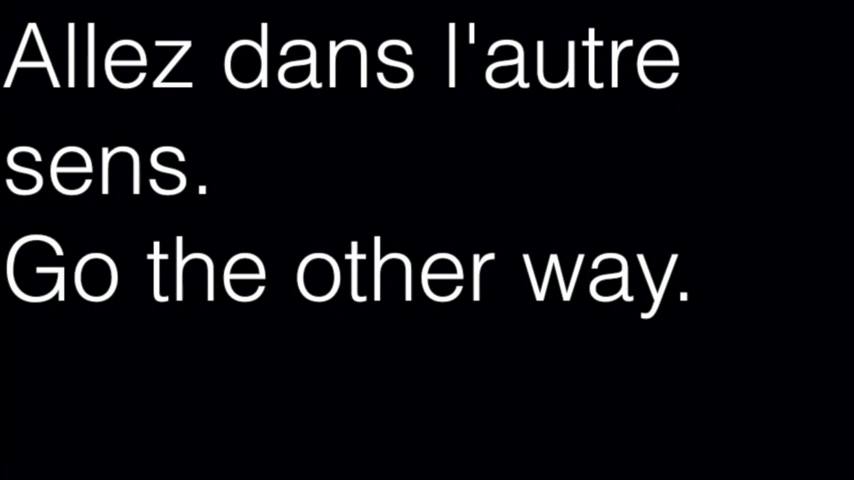 Allez dans l'autre
sens.
Go the other way.